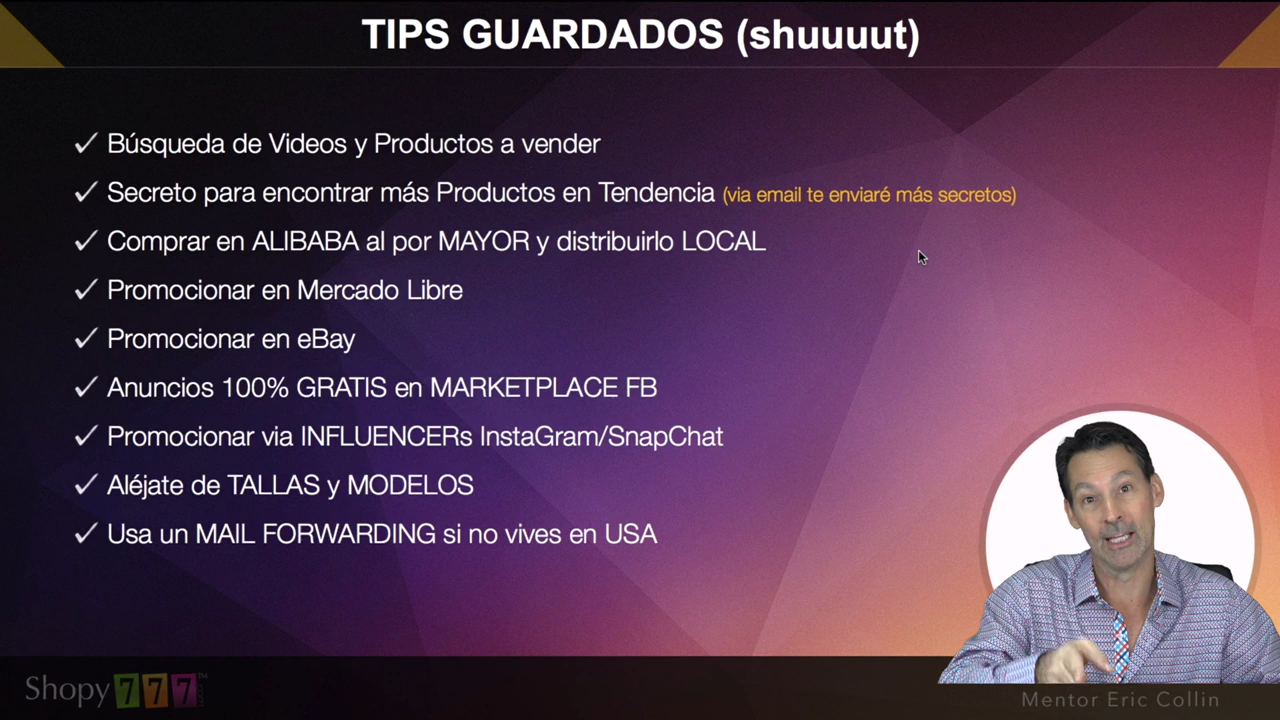 TIPS GUARDADOS (shuuuut)
Búsqueda de Videos y Productos a vender
Secreto para encontrar más Productos en Tendencia (via email te enviaré más secretos)
Comprar en ALIBABA al por MAYOR y distribuirlo LOCAL
Promocionar en Mercado Libre
Promocionar en eBay
Anuncios 100% GRATIS en MARKETPLACE FB
Promocionar via INFLUENCERs InstaGram/SnapChat
Aléjate de TALLAS y MODELOS
Usa un MAIL FORWARDING si no vives en USA
Shopy 777 TM
Mentor Eric Collin